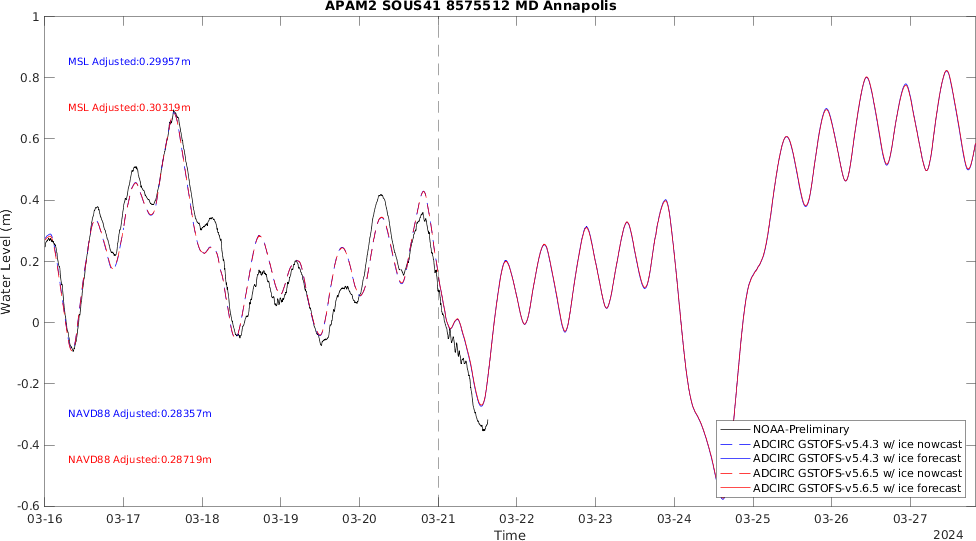 APAM2 SOUS41 8575512 MD Annapolis
1
0.8
0.6
0.4
0.2
0
-0.2
-0.4
-0.6
Water Level (m)
MSL Adjusted:0.29957m
MSL Adjusted:0.30319m
NAVD88 Adjusted:0.28357m
NAVD88 Adjusted:0.28719m
NOAA-Preliminary
ADCIRC GSTOFS-v5.4.3 w/ ice nowcast
ADCIRC GSTOFS-v5.4.3 w/ ice forecast
ADCIRC GSTOFS-v5.6.5 w/ ice nowcast
ADCIRC GSTOFS-v5.6.5 w/ ice forecast
03-16 03-17 03-18 03-19 03-20 03-21 03-22 03-23 03-24 03-25 03-26 03-27
Time
2024